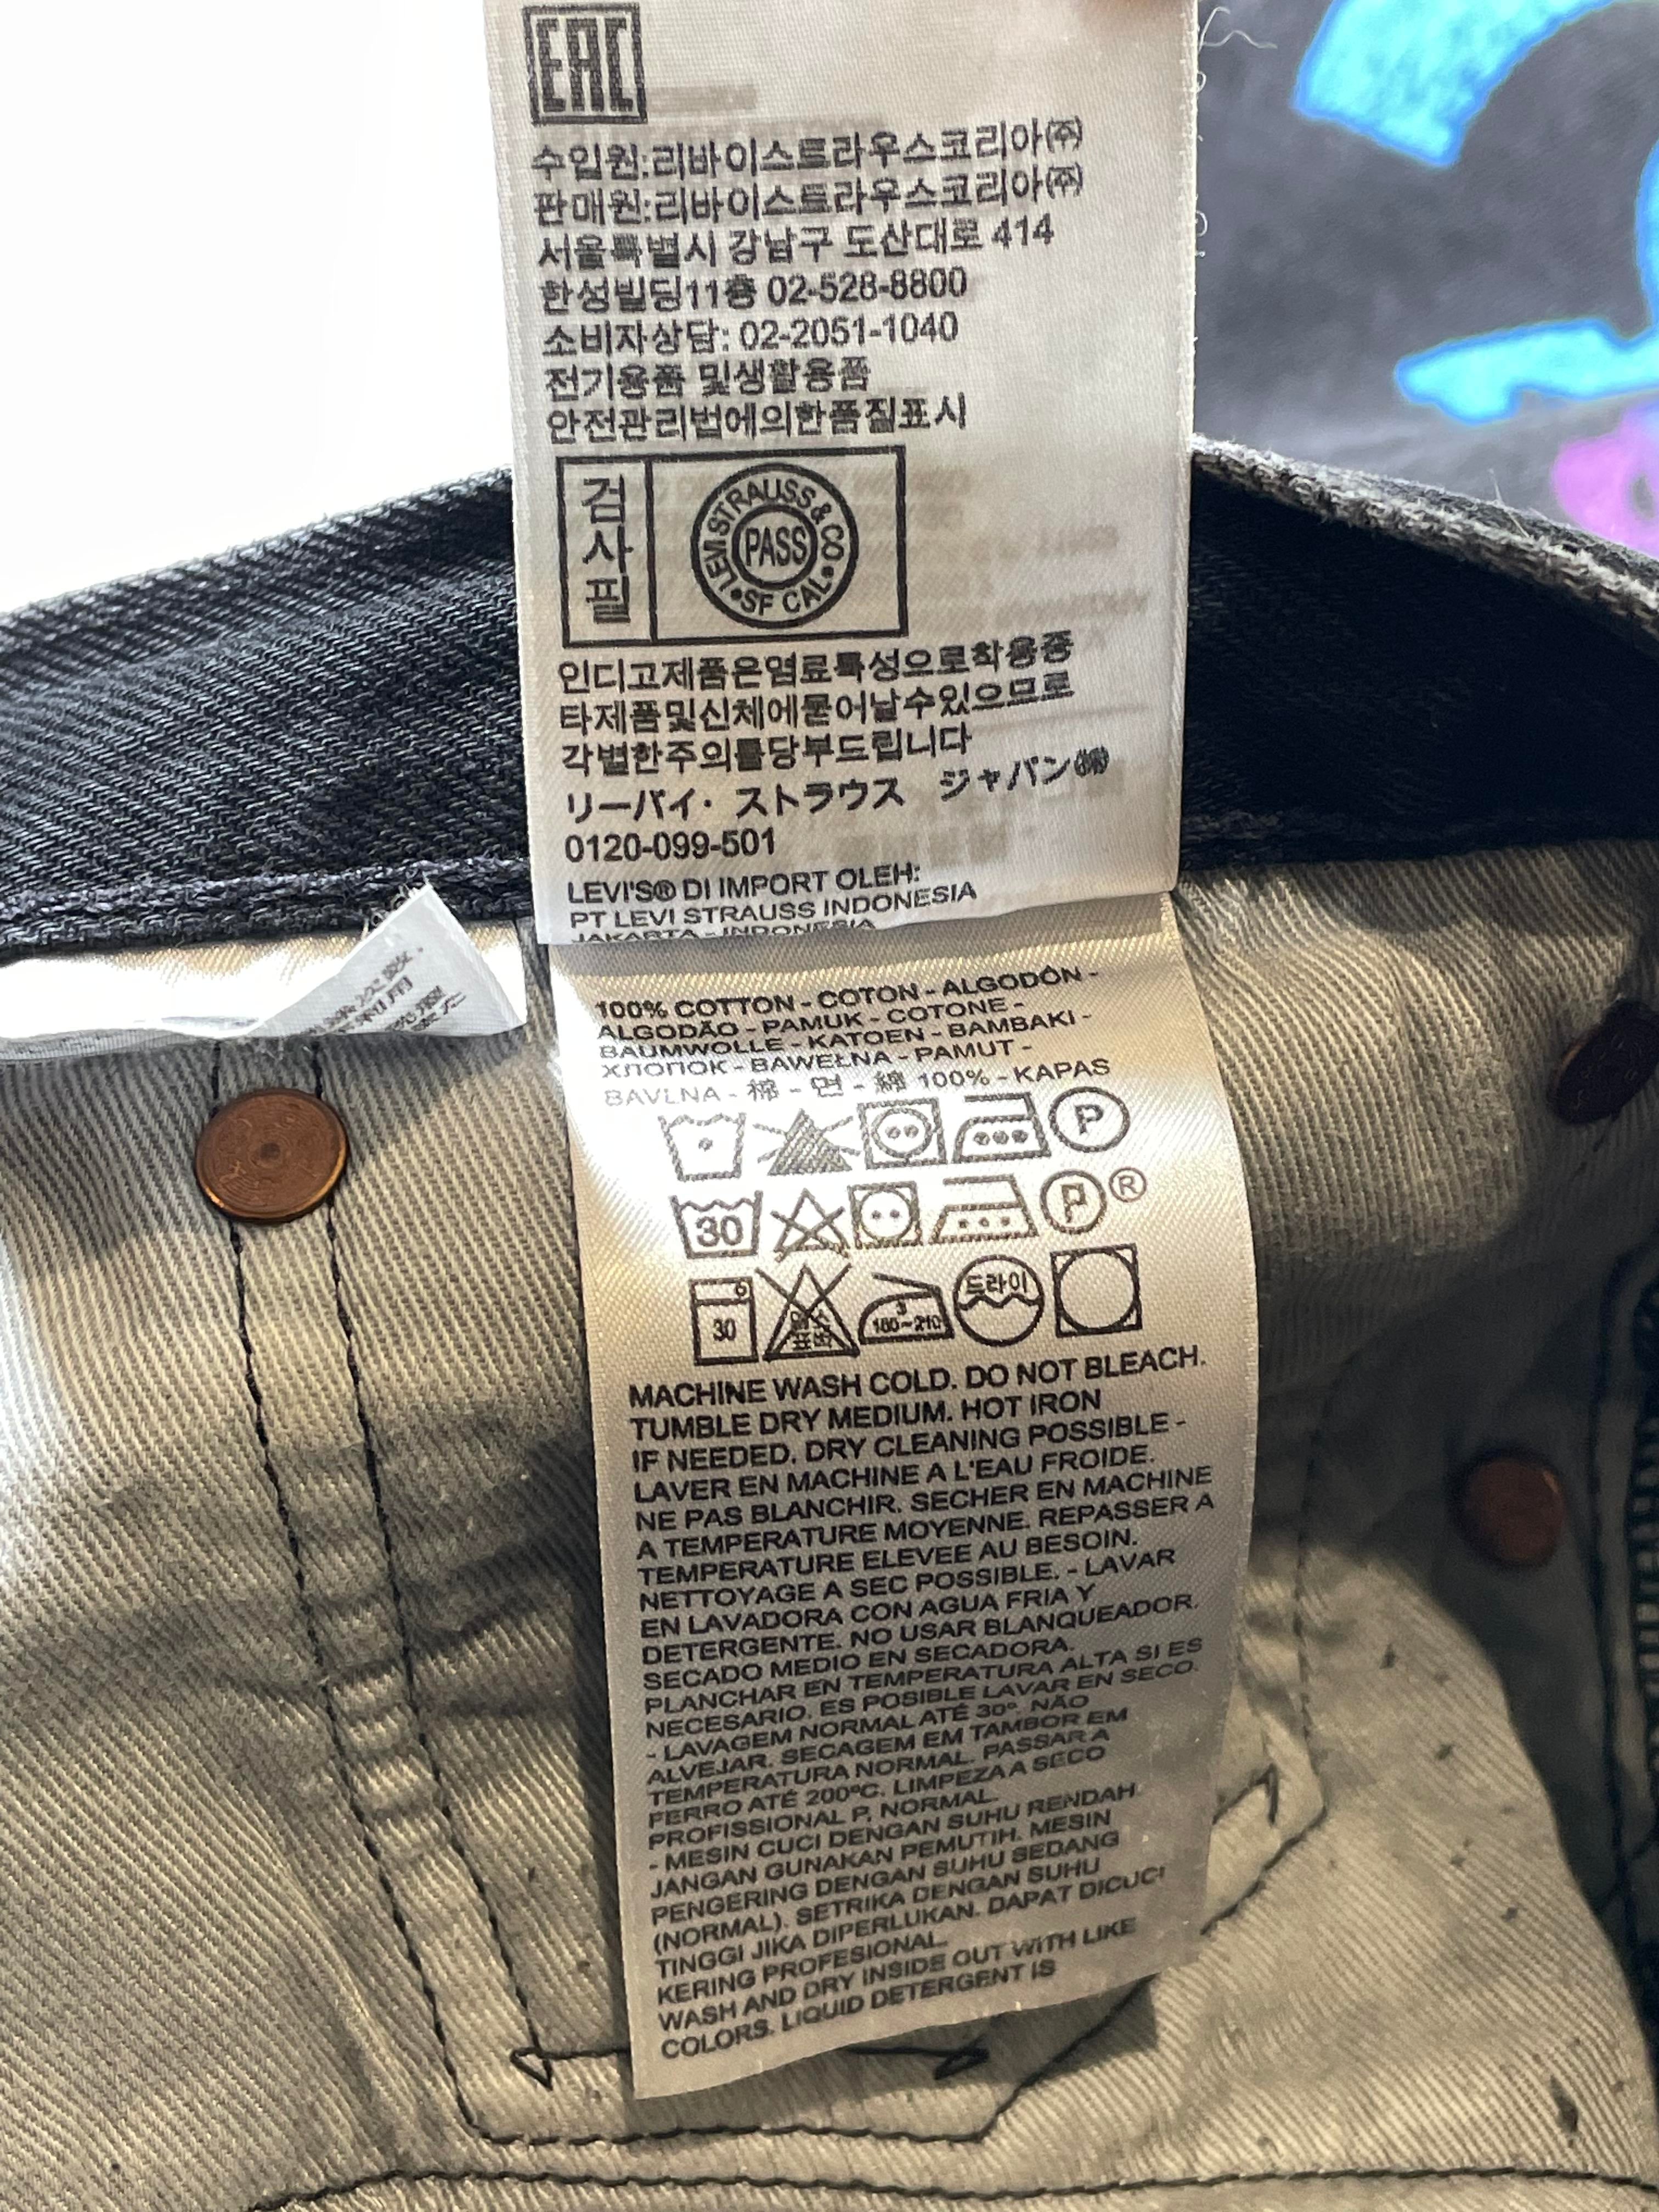 EAC
수입원:리바이스트라우스코리아㈜
판매원:리바이스트라우스코리아㈜
서울특별시 강남구 도산대로 414
한성빌딩11층 02-528-8800
소비자상담: 02-2051-1040
전기용품 및생활용품
안전관리법에의한품질표시
검사필
LEVI STRAUSS & CO • SF CAL •
PASS
인디고제품은염료특성으로착용중
타제품및신체에묻어날수있으므로
각별한주의를당부드립니다
リーバイ・ストラウス ジャパン㈱
0120-099-501
LEVI'S® DI IMPORT OLEH:
PT LEVI STRAUSS INDONESIA
JAKARTA - INDONESIA
100% COTTON - COTON - ALGODÓN -
ALGODÃO - PAMUK - COTONE -
BAUMWOLLE - KATOEN - BAMBAKI -
ХЛОПОК - BAWEŁNA - PAMUT -
BAVLNA - 棉 - 면 - 綿 100% - KAPAS
P
30 P ®
30 염소표백 3 180~210 드라이
MACHINE WASH COLD. DO NOT BLEACH.
TUMBLE DRY MEDIUM. HOT IRON
IF NEEDED. DRY CLEANING POSSIBLE -
LAVER EN MACHINE A L'EAU FROIDE.
NE PAS BLANCHIR. SECHER EN MACHINE
A TEMPERATURE MOYENNE. REPASSER A
TEMPERATURE ELEVEE AU BESOIN.
NETTOYAGE A SEC POSSIBLE. - LAVAR
EN LAVADORA CON AGUA FRIA Y
DETERGENTE. NO USAR BLANQUEADOR.
SECADO MEDIO EN SECADORA.
PLANCHAR EN TEMPERATURA ALTA SI ES
NECESARIO. ES POSIBLE LAVAR EN SECO.
- LAVAGEM NORMAL ATÉ 30º. NÃO
ALVEJAR. SECAGEM EM TAMBOR EM
TEMPERATURA NORMAL. PASSAR A
FERRO ATÉ 200ºC. LIMPEZA A SECO
PROFISSIONAL P, NORMAL.
- MESIN CUCI DENGAN SUHU RENDAH.
JANGAN GUNAKAN PEMUTIH. MESIN
PENGERING DENGAN SUHU SEDANG
(NORMAL). SETRIKA DENGAN SUHU
TINGGI JIKA DIPERLUKAN. DAPAT DICUCI
KERING PROFESIONAL.
WASH AND DRY INSIDE OUT WITH LIKE
COLORS. LIQUID DETERGENT IS